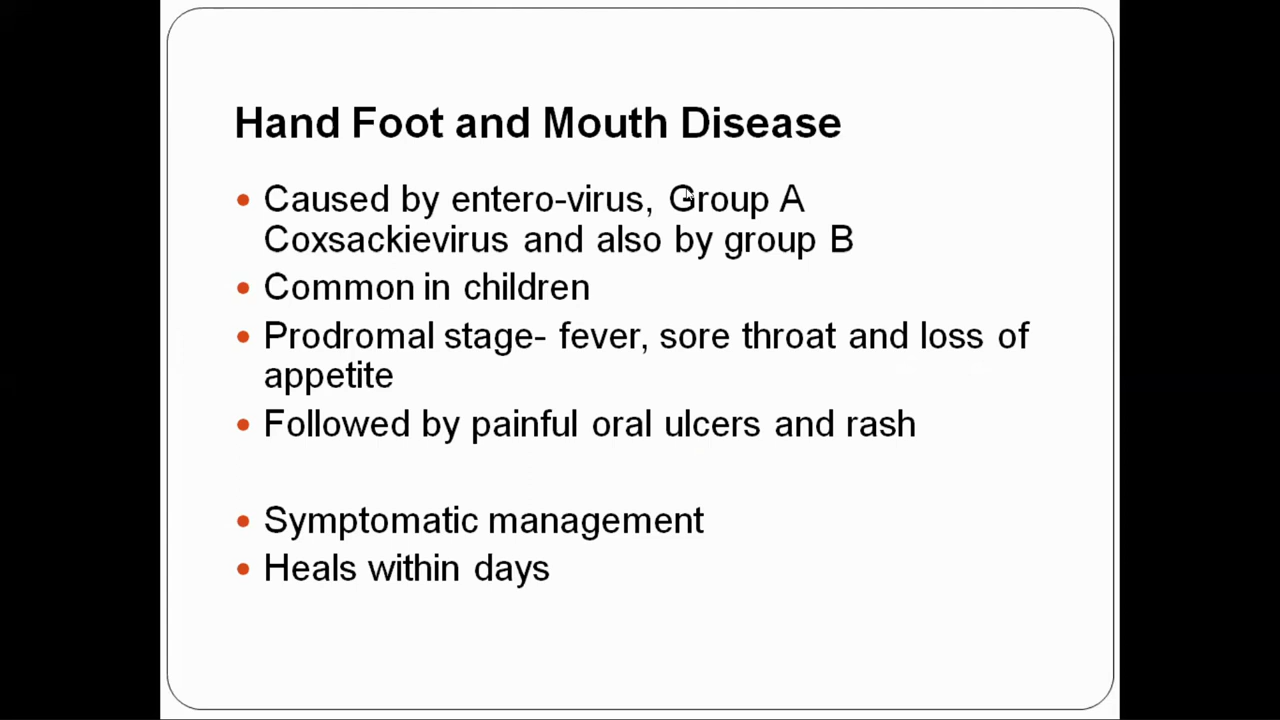 Hand Foot and Mouth Disease
• Caused by entero-virus, Group A
Coxsackievirus and also by group B
• Common in children
• Prodromal stage- fever, sore throat and loss of
appetite
• Followed by painful oral ulcers and rash
• Symptomatic management
• Heals within days